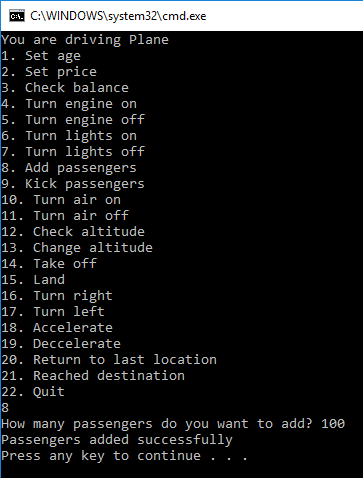 C:\WINDOWS\system32\cmd.exe
You are driving Plane
1. Set age
2. Set price
3. Check balance
4. Turn engine on
5. Turn engine off
6. Turn lights on
7. Turn lights off
8. Add passengers
9. Kick passengers
10. Turn air on
11. Turn air off
12. Check altitude
13. Change altitude
14. Take off
15. Land
16. Turn right
17. Turn left
18. Accelerate
19. Deccelerate
20. Return to last location
21. Reached destination
22. Quit
8
How many passengers do you want to add? 100
Passengers added successfully
Press any key to continue . . .